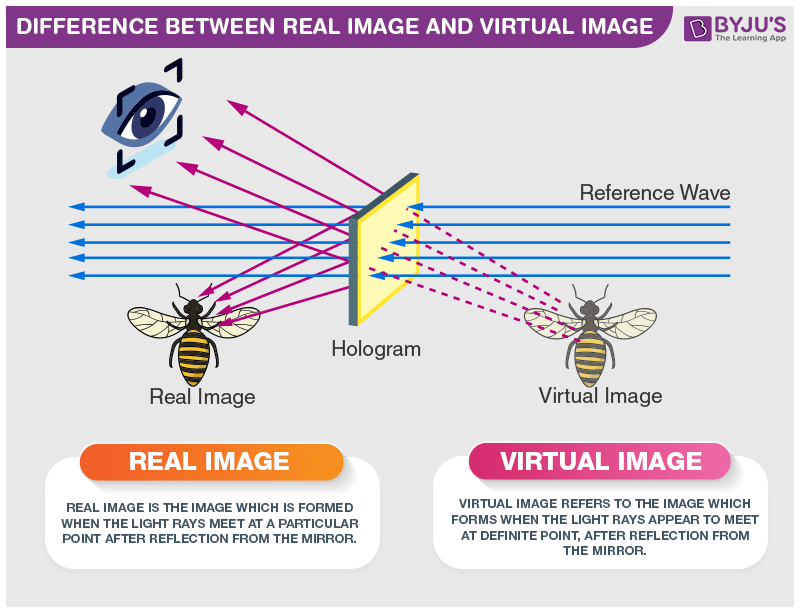 DIFFERENCE BETWEEN REAL IMAGE AND VIRTUAL IMAGE
BYJU'S
The Learning App
Reference Wave
Hologram
Real Image
Virtual Image
REAL IMAGE
REAL IMAGE IS THE IMAGE WHICH IS FORMED
WHEN THE LIGHT RAYS MEET AT A PARTICULAR
POINT AFTER REFLECTION FROM THE MIRROR.
VIRTUAL IMAGE
VIRTUAL IMAGE REFERS TO THE IMAGE WHICH
FORMS WHEN THE LIGHT RAYS APPEAR TO MEET
AT DEFINITE POINT, AFTER REFLECTION FROM
THE MIRROR.